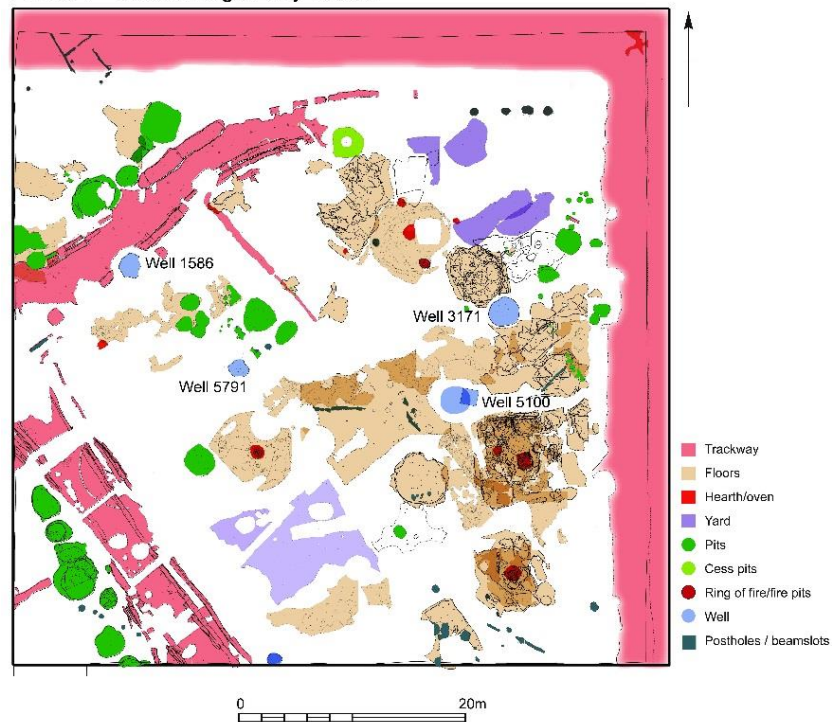 Well 1586
Well 3171
Well 5791
Well 5100
Trackway
Floors
Hearth/oven
Yard
Pits
Cess pits
Ring of fire/fire pits
Well
Postholes / beamslots
0 20m